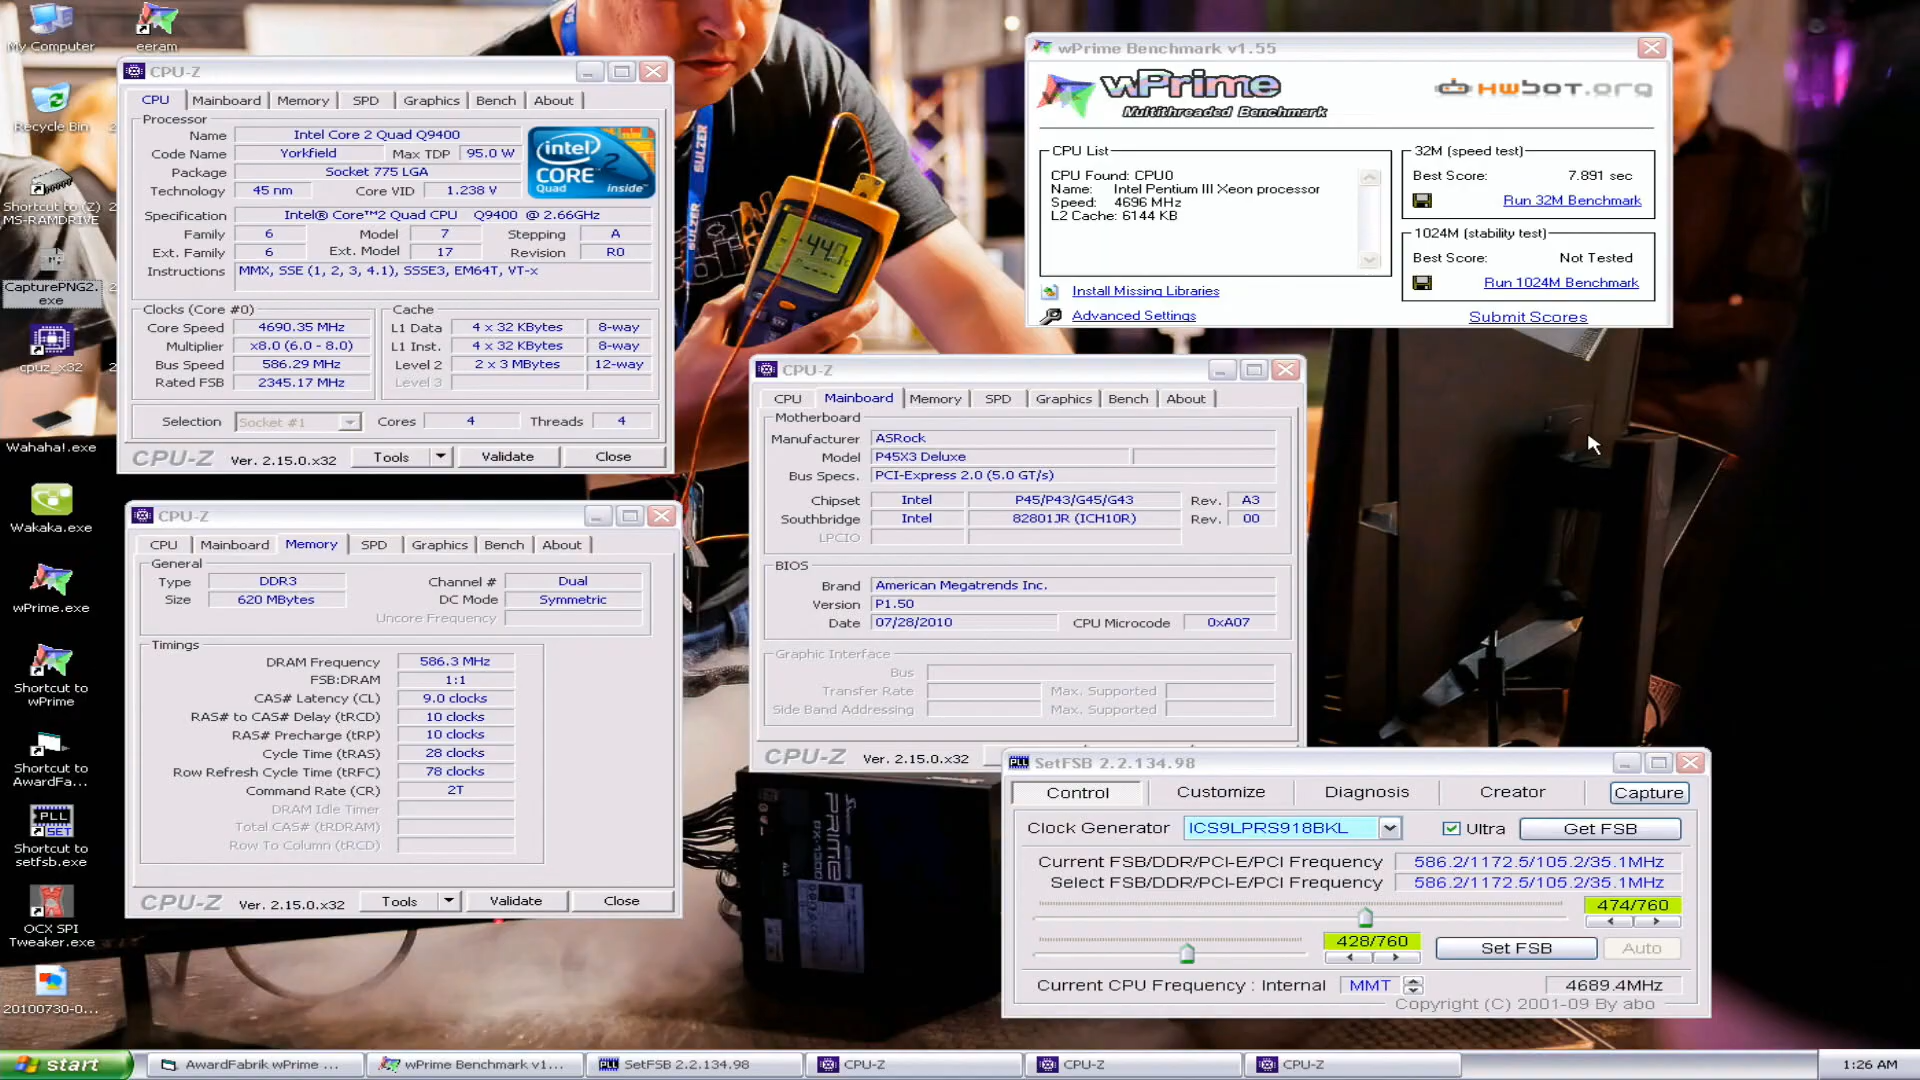 My Computer
eeram
Recycle Bin
Shortcut to (Z)
MS-RAMDRIVE
CapturePNG2.
exe
cpuz_x32
Wahaha!.exe
Wakaka.exe
wPrime.exe
Shortcut to
wPrime
Shortcut to
AwardFa...
Shortcut to
setfsb.exe
OCX SPI
Tweaker.exe
20100730-0...
CPU-Z
CPU Mainboard Memory SPD Graphics Bench About
Processor
Name Intel Core 2 Quad Q9400
Code Name Yorkfield Max TDP 95.0 W
Package Socket 775 LGA
Technology 45 nm Core VID 1.238 V
intel CORE 2 Quad inside™
Specification Intel® Core™2 Quad CPU Q9400 @ 2.66GHz
Family 6 Model 7 Stepping A
Ext. Family 6 Ext. Model 17 Revision R0
Instructions MMX, SSE (1, 2, 3, 4.1), SSSE3, EM64T, VT-x
Clocks (Core #0)
Core Speed 4690.35 MHz
Multiplier x8.0 (6.0 - 8.0)
Bus Speed 586.29 MHz
Rated FSB 2345.17 MHz
Cache
L1 Data 4 x 32 KBytes 8-way
L1 Inst. 4 x 32 KBytes 8-way
Level 2 2 x 3 MBytes 12-way
Level 3
Selection Socket #1 Cores 4 Threads 4
CPU-Z Ver. 2.15.0.x32 Tools Validate Close
CPU-Z
CPU Mainboard Memory SPD Graphics Bench About
General
Type DDR3 Channel # Dual
Size 620 MBytes DC Mode Symmetric
Uncore Frequency
Timings
DRAM Frequency 586.3 MHz
FSB:DRAM 1:1
CAS# Latency (CL) 9.0 clocks
RAS# to CAS# Delay (tRCD) 10 clocks
RAS# Precharge (tRP) 10 clocks
Cycle Time (tRAS) 28 clocks
Row Refresh Cycle Time (tRFC) 78 clocks
Command Rate (CR) 2T
DRAM Idle Timer
Total CAS# (tRDRAM)
Row To Column (tRCD)
CPU-Z Ver. 2.15.0.x32 Tools Validate Close
SULZER
wPrime Benchmark v1.55
wPrime
Multithreaded Benchmark
HWBOT.ORG
CPU List
CPU Found: CPU0
Name: Intel Pentium III Xeon processor
Speed: 4696 MHz
L2 Cache: 6144 KB
Install Missing Libraries
Advanced Settings
32M (speed test)
Best Score: 7.891 sec
Run 32M Benchmark
1024M (stability test)
Best Score: Not Tested
Run 1024M Benchmark
Submit Scores
CPU-Z
CPU Mainboard Memory SPD Graphics Bench About
Motherboard
Manufacturer ASRock
Model P45X3 Deluxe
Bus Specs. PCI-Express 2.0 (5.0 GT/s)
Chipset Intel P45/P43/G45/G43 Rev. A3
Southbridge Intel 82801JR (ICH10R) Rev. 00
LPCIO
BIOS
Brand American Megatrends Inc.
Version P1.50
Date 07/28/2010 CPU Microcode 0xA07
Graphic Interface
Bus
Transfer Rate Max. Supported
Side Band Addressing Max. Supported
CPU-Z Ver. 2.15.0.x32
PRIME
PLL SetFSB 2.2.134.98
Control Customize Diagnosis Creator Capture
Clock Generator ICS9LPRS918BKL Ultra Get FSB
Current FSB/DDR/PCI-E/PCI Frequency 586.2/1172.5/105.2/35.1MHz
Select FSB/DDR/PCI-E/PCI Frequency 586.2/1172.5/105.2/35.1MHz
474/760
428/760 Set FSB Auto
Current CPU Frequency : Internal MMT 4689.4MHz
Copyright (C) 2001-09 By abo
start AwardFabrik wPrime ... wPrime Benchmark v1... SetFSB 2.2.134.98 CPU-Z CPU-Z CPU-Z 1:26 AM